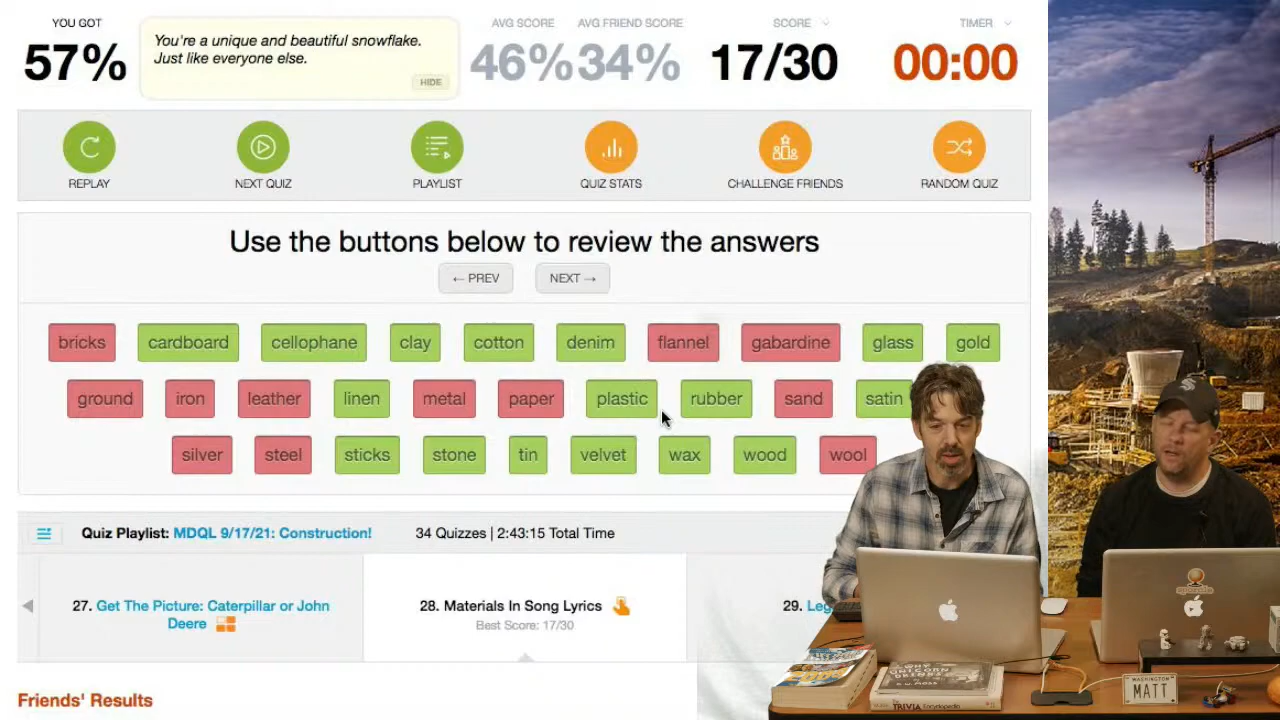 YOU GOT
57%
You're a unique and beautiful snowflake.
Just like everyone else.
HIDE
AVG SCORE
46%
AVG FRIEND SCORE
34%
SCORE
17/30
TIMER
00:00
REPLAY
NEXT QUIZ
PLAYLIST
QUIZ STATS
CHALLENGE FRIENDS
RANDOM QUIZ
Use the buttons below to review the answers
← PREV NEXT →
bricks cardboard cellophane clay cotton denim flannel gabardine glass gold
ground iron leather linen metal paper plastic rubber sand satin
silver steel sticks stone tin velvet wax wood wool
Quiz Playlist: MDQL 9/17/21: Construction! 34 Quizzes | 2:43:15 Total Time
27. Get The Picture: Caterpillar or John
Deere
28. Materials In Song Lyrics
Best Score: 17/30
29. Leg
Friends' Results
WASHINGTON
MATT
TRIVIA Encyclopedia